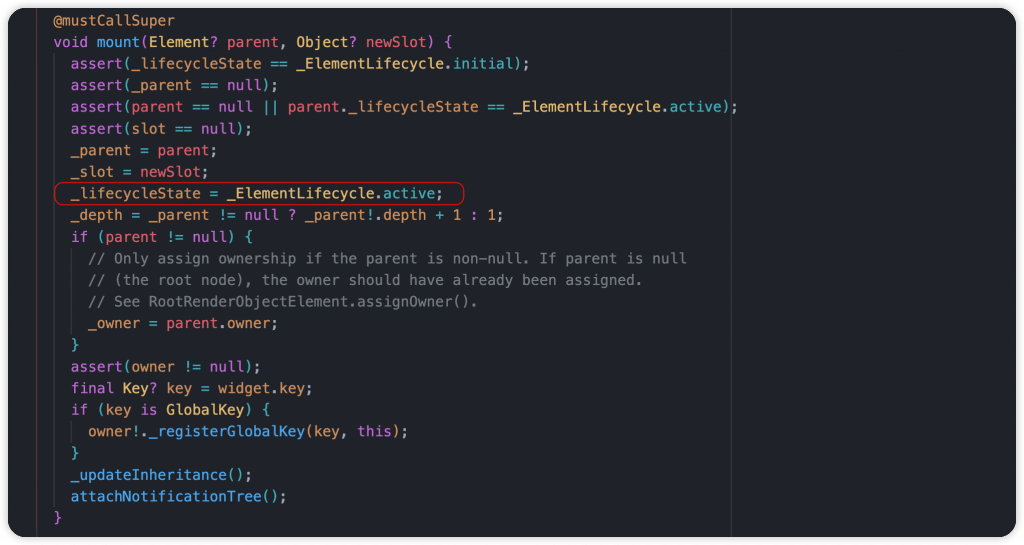 @mustCallSuper
void mount(Element? parent, Object? newSlot) {
  assert(_lifecycleState == _ElementLifecycle.initial);
  assert(_parent == null);
  assert(parent == null || parent._lifecycleState == _ElementLifecycle.active);
  assert(slot == null);
  _parent = parent;
  _slot = newSlot;
  _lifecycleState = _ElementLifecycle.active;
  _depth = _parent != null ? _parent!.depth + 1 : 1;
  if (parent != null) {
    // Only assign ownership if the parent is non-null. If parent is null
    // (the root node), the owner should have already been assigned.
    // See RootRenderObjectElement.assignOwner().
    _owner = parent.owner;
  }
  assert(owner != null);
  final Key? key = widget.key;
  if (key is GlobalKey) {
    owner!._registerGlobalKey(key, this);
  }
  _updateInheritance();
  attachNotificationTree();
}